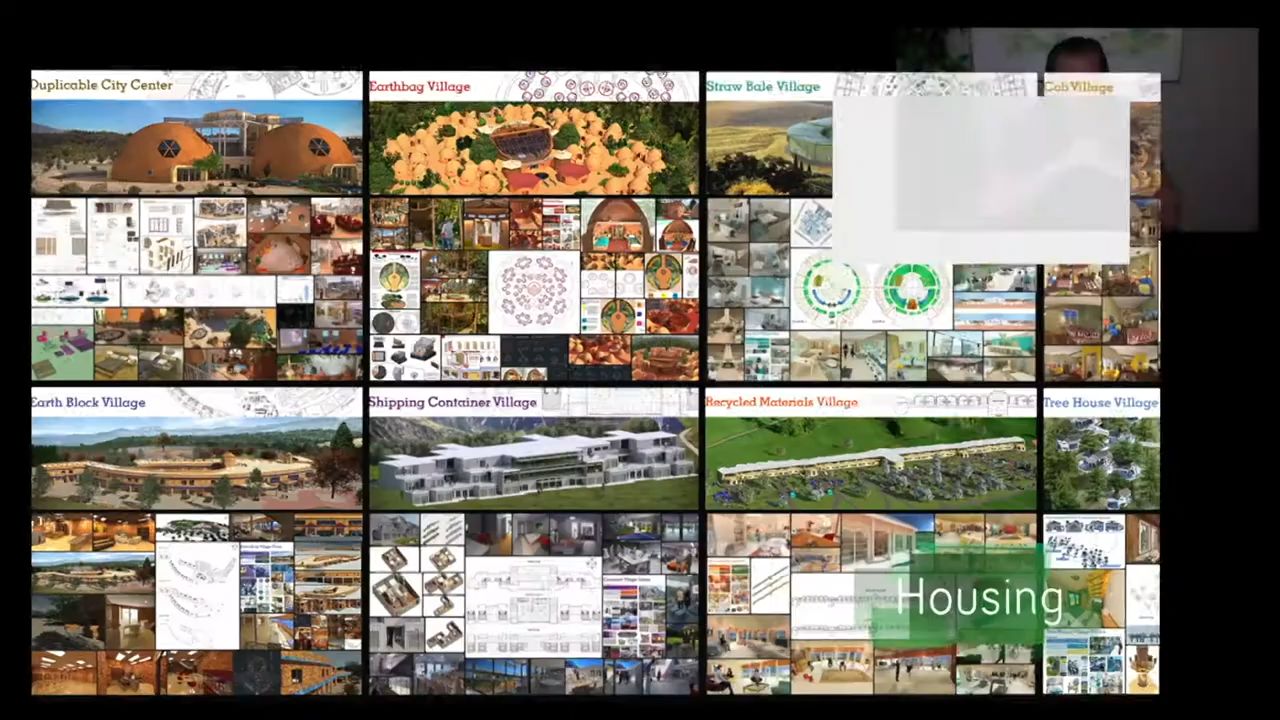 Duplicable City Center
Earthbag Village
Straw Bale Village
Cob Village
Earth Block Village
Shipping Container Village
Recycled Materials Village
Tree House Village
Housing